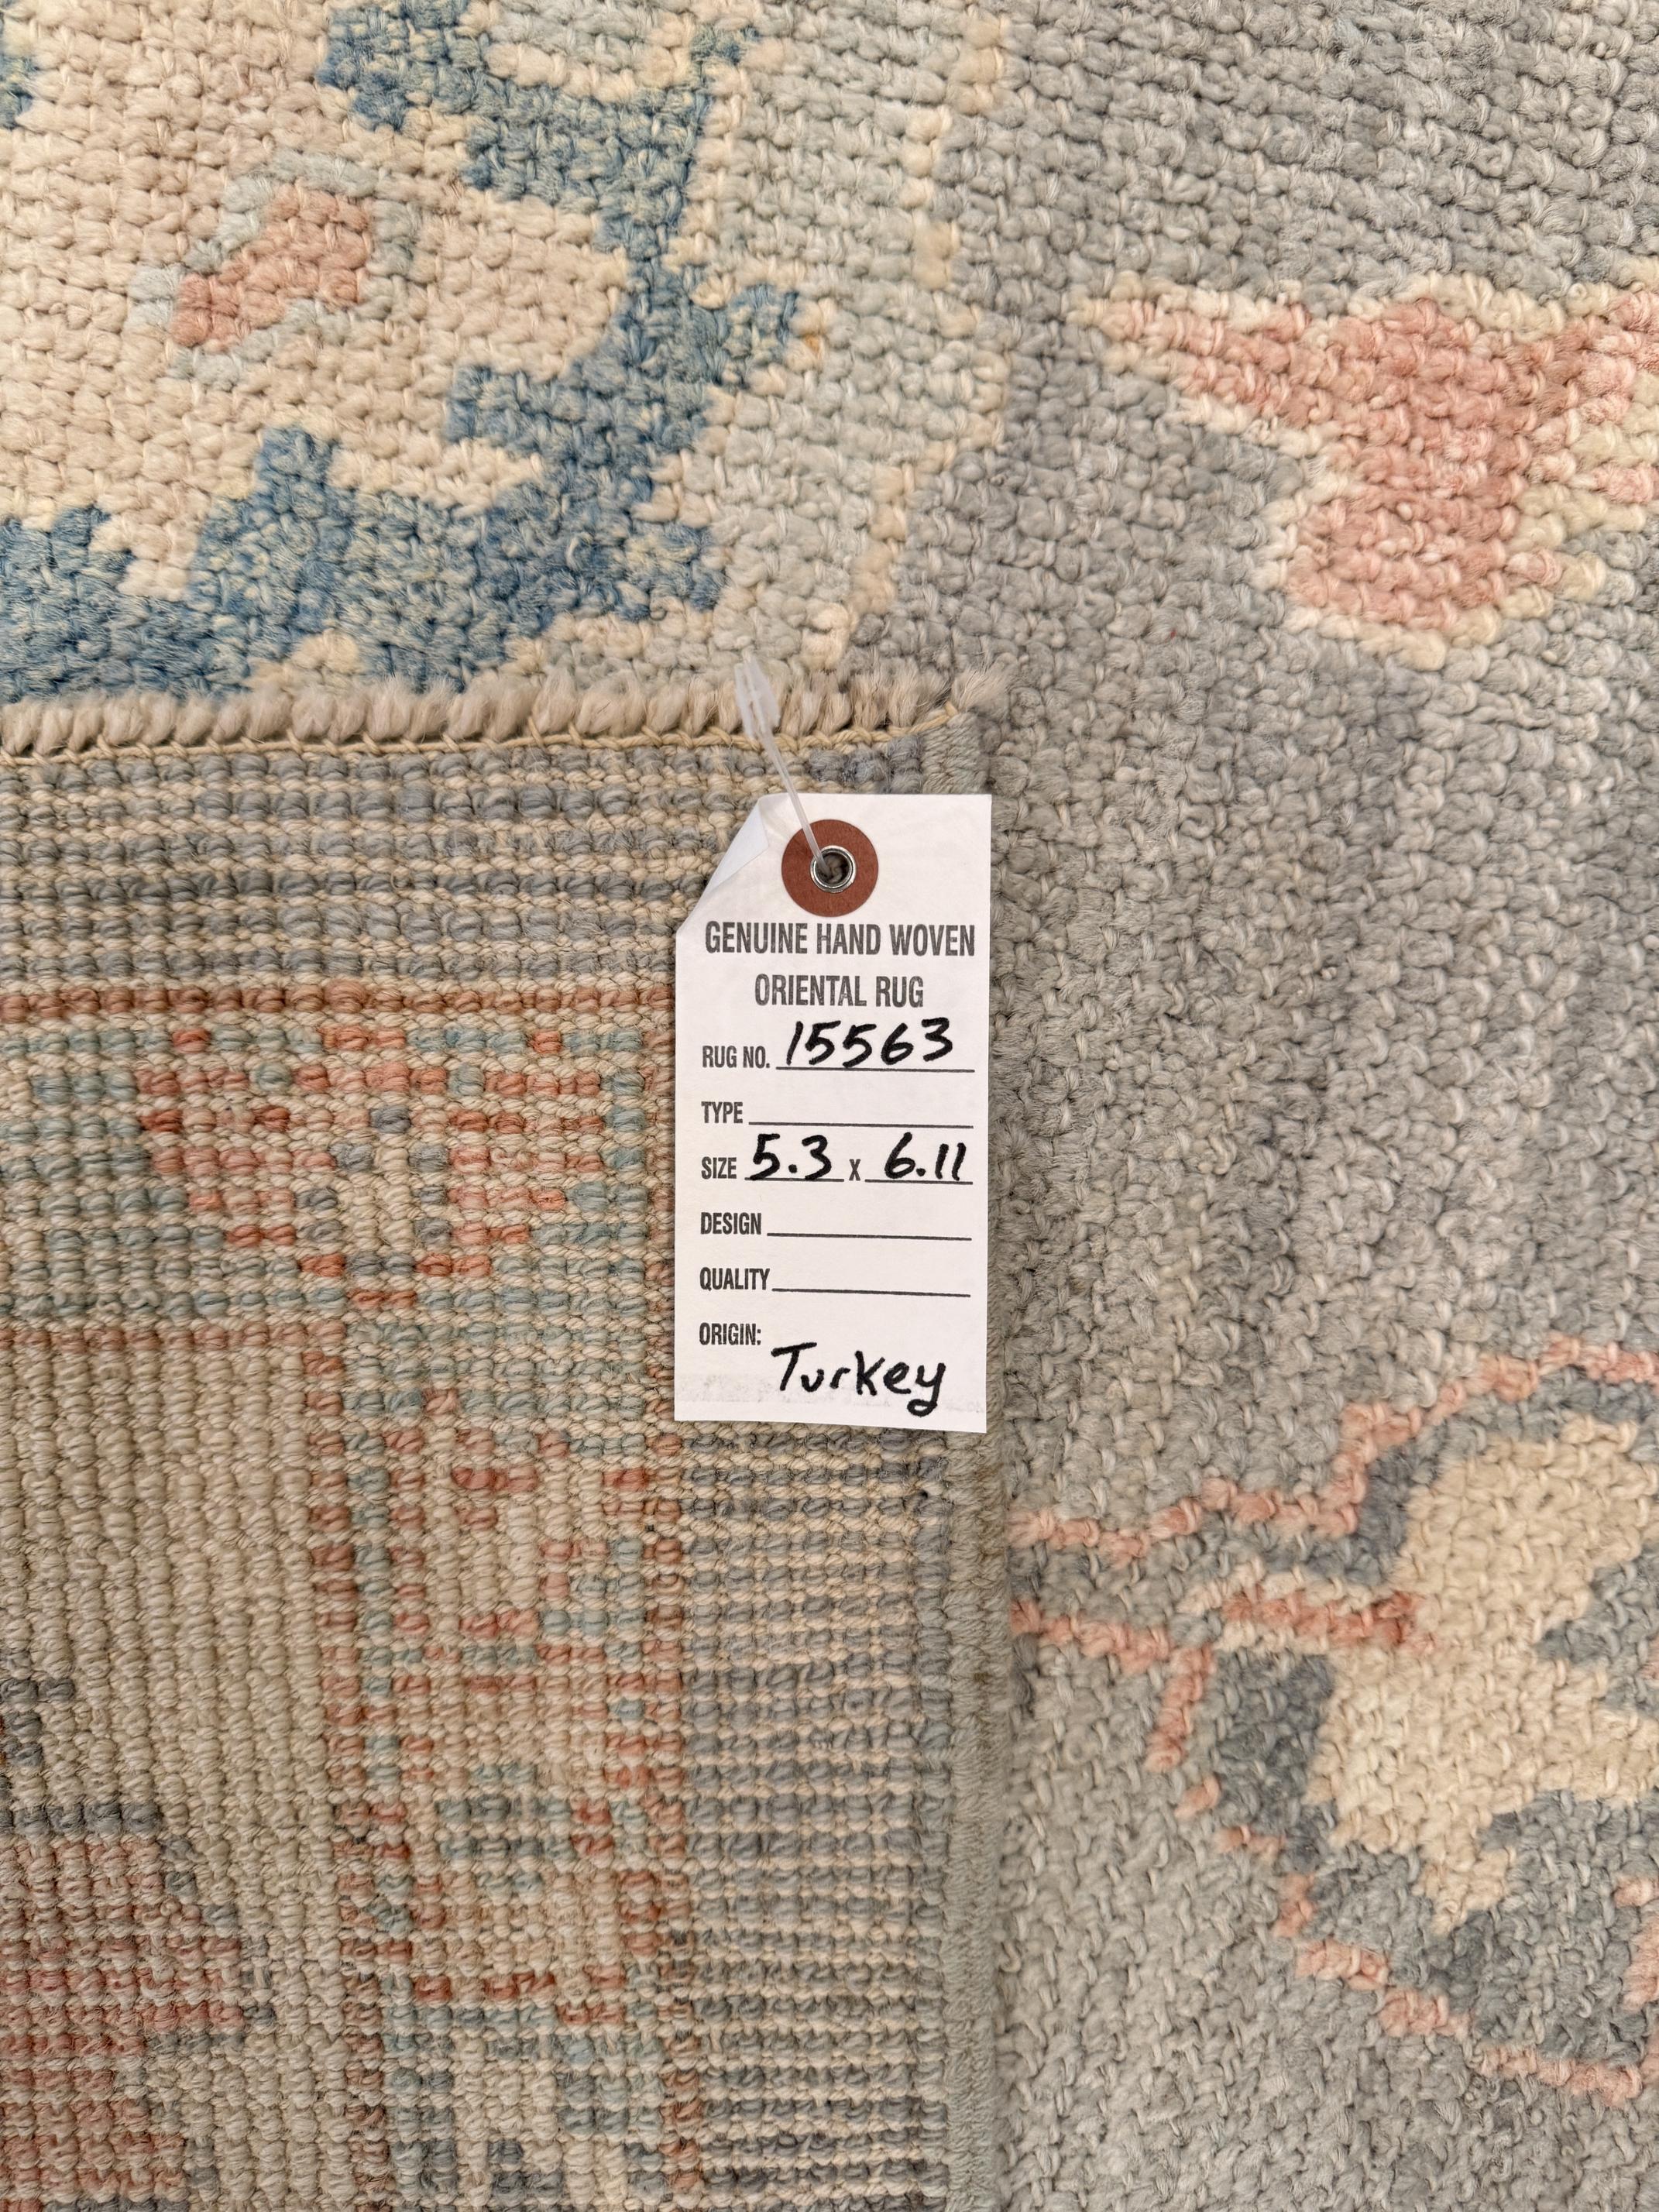 GENUINE HAND WOVEN
ORIENTAL RUG
RUG NO. 15563
TYPE
SIZE 5.3 x 6.11
DESIGN
QUALITY
ORIGIN:
Turkey